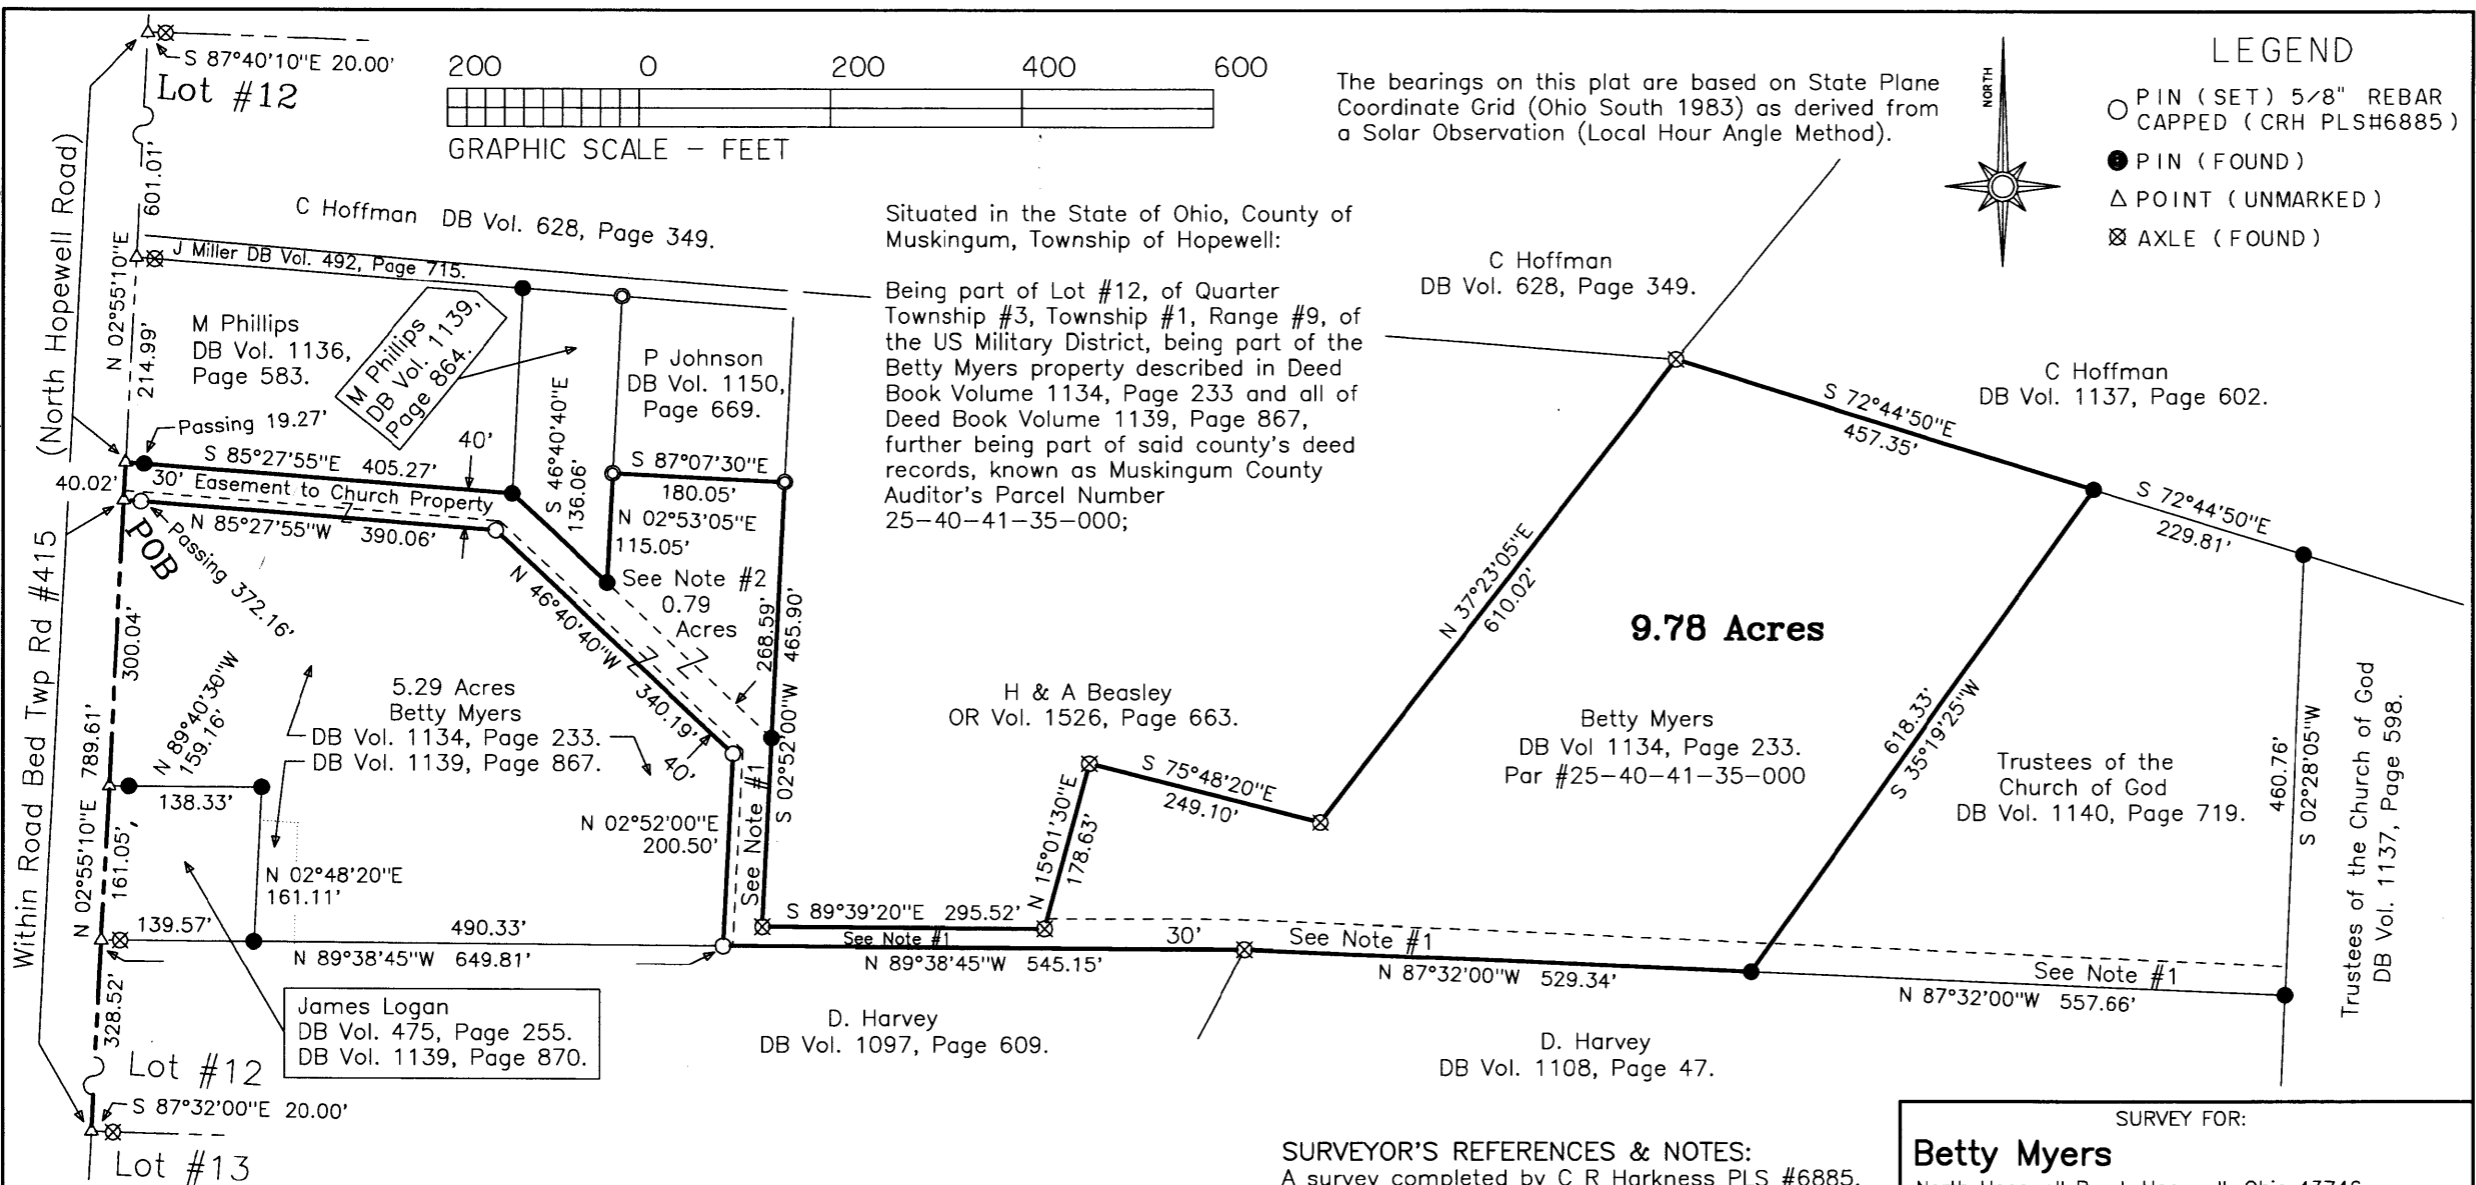 S 87°40'10"E 20.00'
Lot #12
200 0 200 400 600
GRAPHIC SCALE - FEET
The bearings on this plat are based on State Plane
Coordinate Grid (Ohio South 1983) as derived from
a Solar Observation (Local Hour Angle Method).
NORTH
LEGEND
PIN (SET) 5/8" REBAR
CAPPED (CRH PLS#6885)
PIN (FOUND)
POINT (UNMARKED)
AXLE (FOUND)
(North Hopewell Road)
601.01'
N 02°55'10"E
214.99'
C Hoffman DB Vol. 628, Page 349.
J Miller DB Vol. 492, Page 715.
M Phillips
DB Vol. 1136,
Page 583.
M Phillips
DB Vol. 1139,
Page 864.
P Johnson
DB Vol. 1150,
Page 669.
Situated in the State of Ohio, County of
Muskingum, Township of Hopewell:
Being part of Lot #12, of Quarter
Township #3, Township #1, Range #9, of
the US Military District, being part of the
Betty Myers property described in Deed
Book Volume 1134, Page 233 and all of
Deed Book Volume 1139, Page 867,
further being part of said county's deed
records, known as Muskingum County
Auditor's Parcel Number
25-40-41-35-000;
C Hoffman
DB Vol. 628, Page 349.
C Hoffman
DB Vol. 1137, Page 602.
S 72°44'50"E
457.35'
S 72°44'50"E
229.81'
Passing 19.27'
S 85°27'55"E 405.27'
40'
30' Easement to Church Property
40.02'
N 85°27'55"W 390.06'
POB
Passing 372.16'
S 46°40'40"E
136.06'
S 87°07'30"E
180.05'
N 02°53'05"E
115.05'
See Note #2
0.79
Acres
268.59'
465.90'
S 02°52'00"W
N 46°40'40"W
340.19'
40'
Within Road Bed Twp Rd #415
300.04'
789.61'
N 02°55'10"E
161.05'
328.52'
N 89°40'30"W
159.16'
138.33'
5.29 Acres
Betty Myers
DB Vol. 1134, Page 233.
DB Vol. 1139, Page 867.
N 02°52'00"E
200.50'
See Note #1
N 02°48'20"E
161.11'
139.57'
490.33'
N 89°38'45"W 649.81'
James Logan
DB Vol. 475, Page 255.
DB Vol. 1139, Page 870.
Lot #12
S 87°32'00"E 20.00'
Lot #13
H & A Beasley
OR Vol. 1526, Page 663.
S 75°48'20"E
249.10'
N 15°01'30"E
178.63'
S 89°39'20"E 295.52'
See Note #1
30'
See Note #1
N 89°38'45"W 545.15'
N 87°32'00"W 529.34'
See Note #1
N 87°32'00"W 557.66'
N 37°23'05"E
610.02'
9.78 Acres
Betty Myers
DB Vol 1134, Page 233.
Par #25-40-41-35-000
618.33'
S 35°19'25"W
Trustees of the
Church of God
DB Vol. 1140, Page 719.
460.76'
S 02°28'05"W
Trustees of the Church of God
DB Vol. 1137, Page 598.
D. Harvey
DB Vol. 1097, Page 609.
D. Harvey
DB Vol. 1108, Page 47.
SURVEYOR'S REFERENCES & NOTES:
A survey completed by C R Harkness PLS #6885.
SURVEY FOR:
Betty Myers